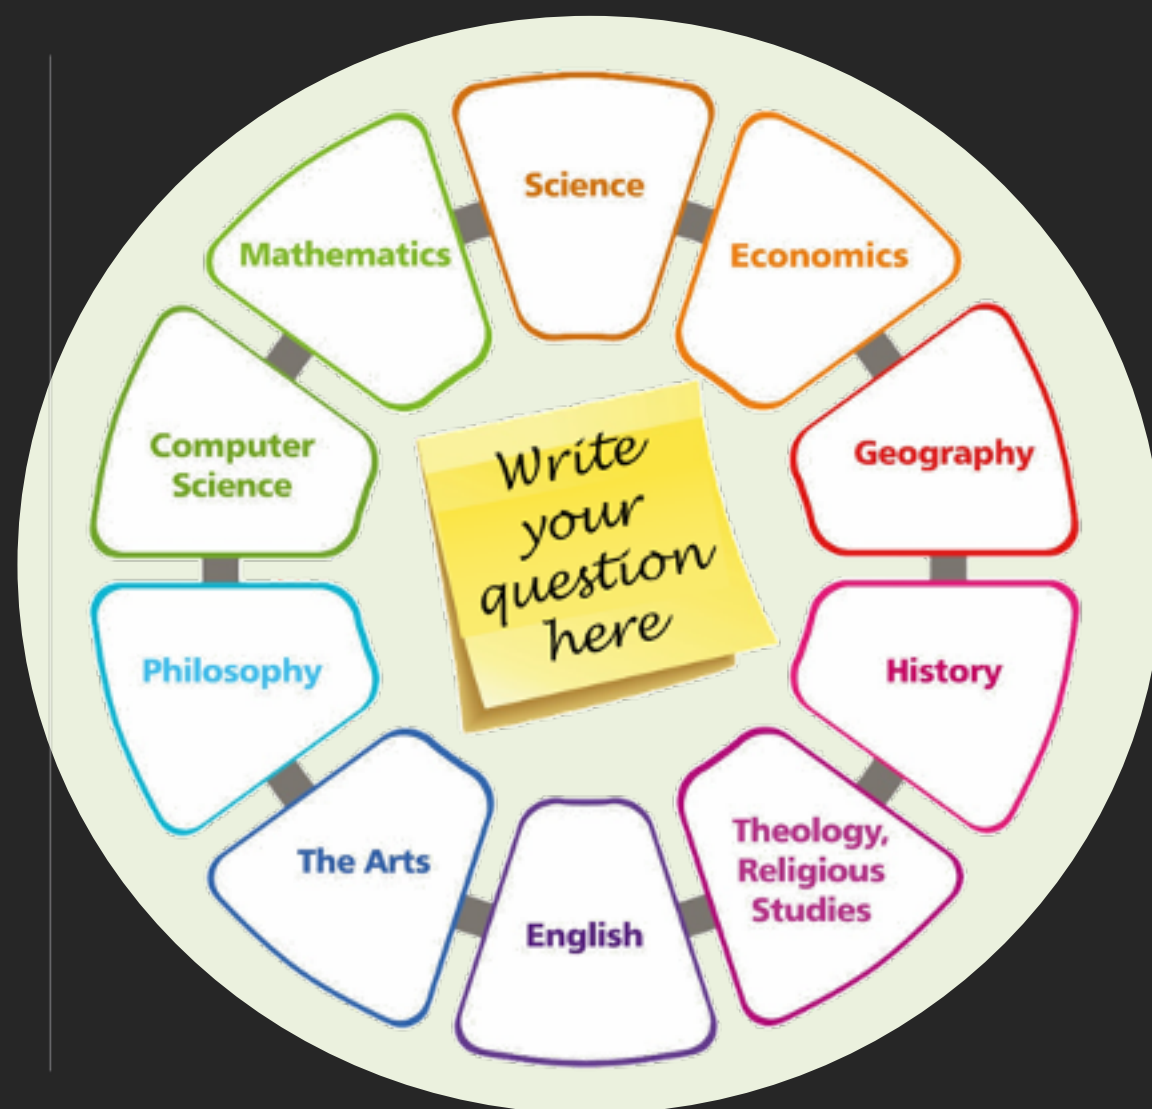 Science
Mathematics
Economics
Computer
Science
Geography
Write
your
question
here
Philosophy
History
The Arts
Theology,
Religious
Studies
English